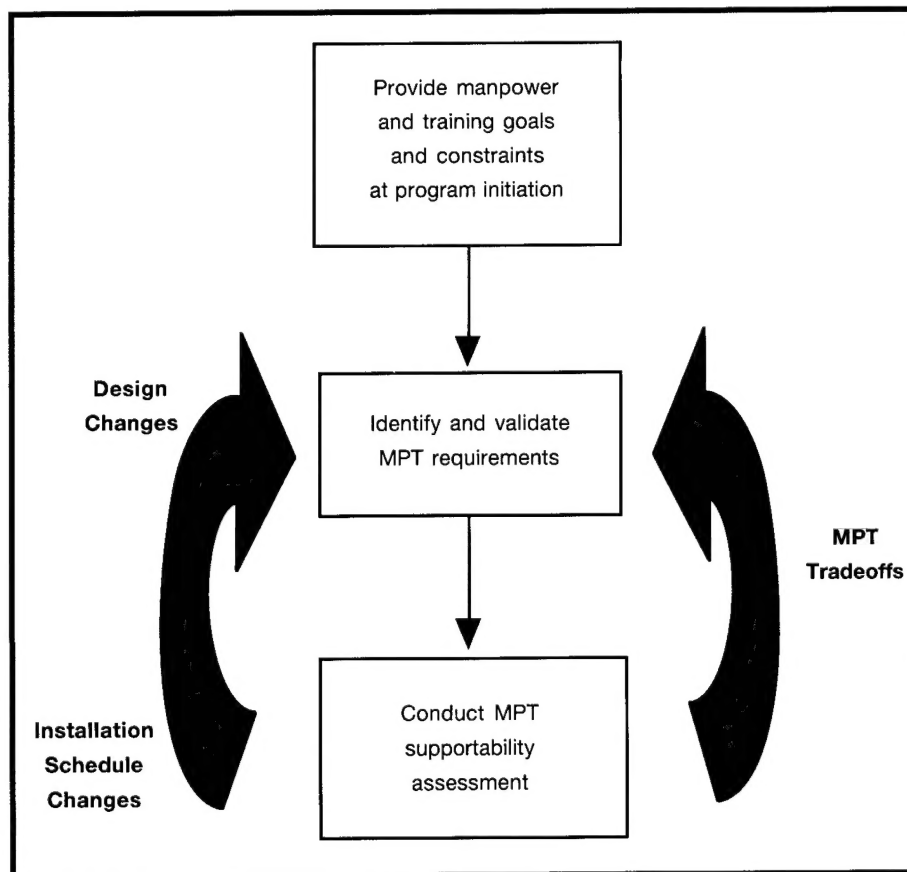 Provide manpower
and training goals
and constraints
at program initiation
Design
Changes
Identify and validate
MPT requirements
MPT
Tradeoffs
Installation
Schedule
Changes
Conduct MPT
supportability
assessment